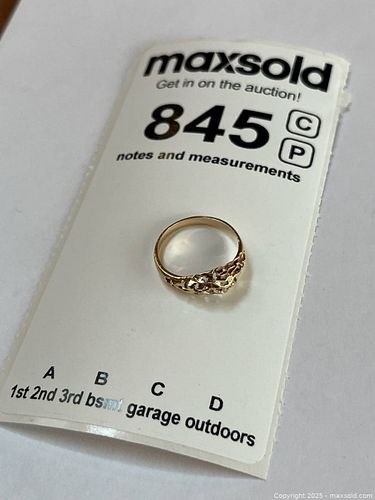 maxsold
Get in on the auction!
845 C
P
notes and measurements
A B C D
1st 2nd 3rd bsmt garage outdoors
Copyright 2025 - maxsold.com